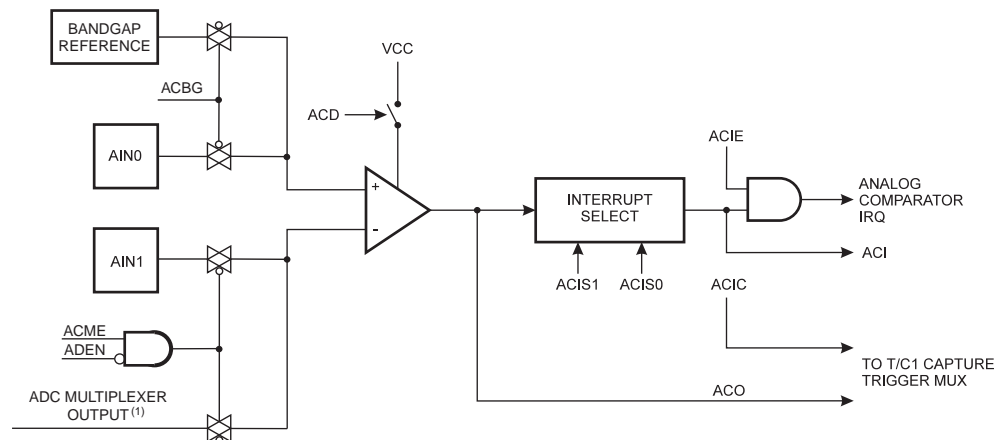 BANDGAP
REFERENCE
VCC
ACBG
ACD
AIN0
ACIE
+
-
INTERRUPT
SELECT
ANALOG
COMPARATOR
IRQ
AIN1
ACI
ACIS1
ACIS0
ACIC
ACME
ADEN
TO T/C1 CAPTURE
TRIGGER MUX
ADC MULTIPLEXER
OUTPUT (1)
ACO